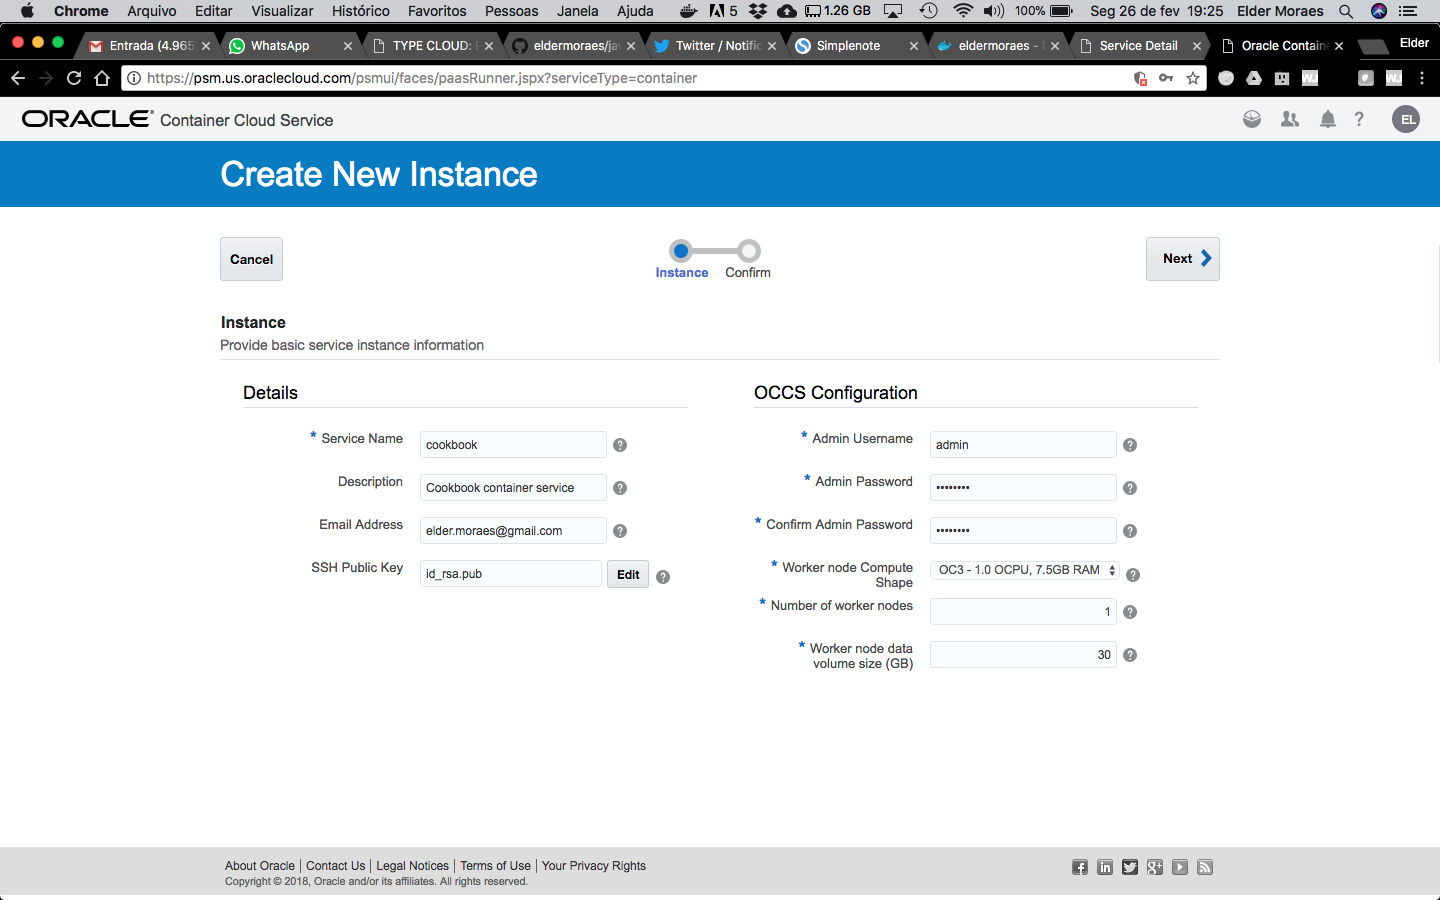 Chrome Arquivo Editar Visualizar Histórico Favoritos Pessoas Janela Ajuda 5 1.26 GB 100% Seg 26 de fev 19:25 Elder Moraes
Entrada (4.965 WhatsApp TYPE CLOUD: eldermoraes/ja Twitter / Notific Simplenote eldermoraes - Service Detail Oracle Contain Elder
https://psm.us.oraclecloud.com/psmui/faces/paasRunner.jspx?serviceType=container
ORACLE Container Cloud Service
? EL
Create New Instance
Cancel
Instance Confirm
Next
Instance
Provide basic service instance information
Details
* Service Name cookbook ?
Description Cookbook container service ?
Email Address elder.moraes@gmail.com ?
SSH Public Key id_rsa.pub Edit ?
OCCS Configuration
* Admin Username admin ?
* Admin Password •••••••• ?
* Confirm Admin Password •••••••• ?
* Worker node Compute
Shape OC3 - 1.0 OCPU, 7.5GB RAM ?
* Number of worker nodes 1 ?
* Worker node data
volume size (GB) 30 ?
About Oracle | Contact Us | Legal Notices | Terms of Use | Your Privacy Rights
Copyright © 2018, Oracle and/or its affiliates. All rights reserved.